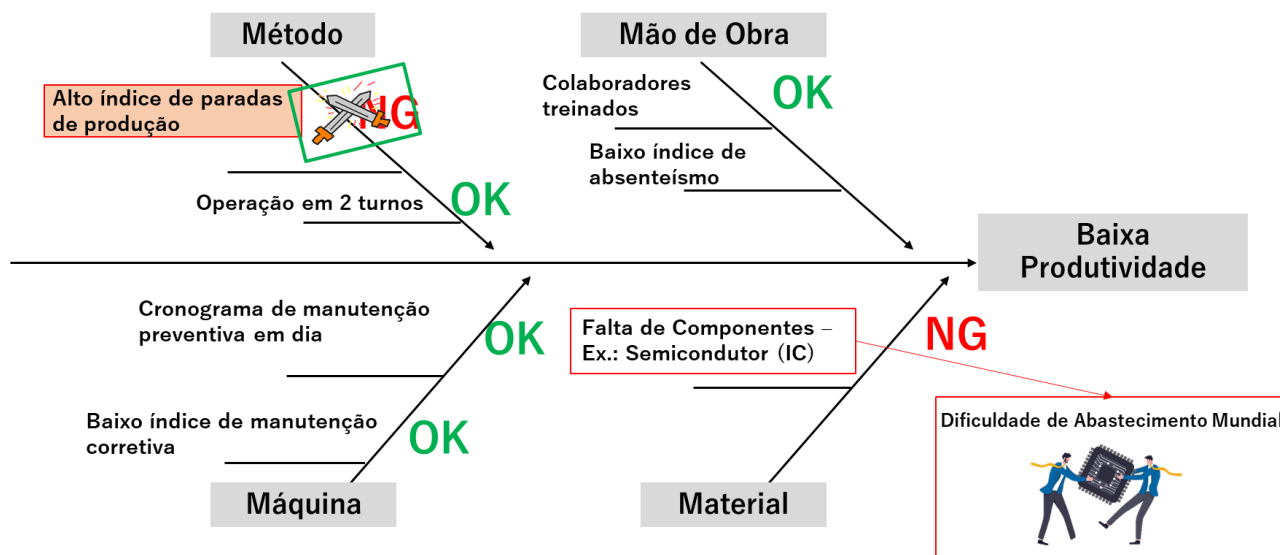 Método
Mão de Obra
Alto índice de paradas
de produção
NG
Colaboradores
treinados
OK
Baixo índice de
absenteísmo
Operação em 2 turnos
OK
Baixa
Produtividade
Cronograma de manutenção
preventiva em dia
OK
Falta de Componentes –
Ex.: Semicondutor (IC)
NG
Baixo índice de manutenção
corretiva
OK
Dificuldade de Abastecimento Mundial
Máquina
Material